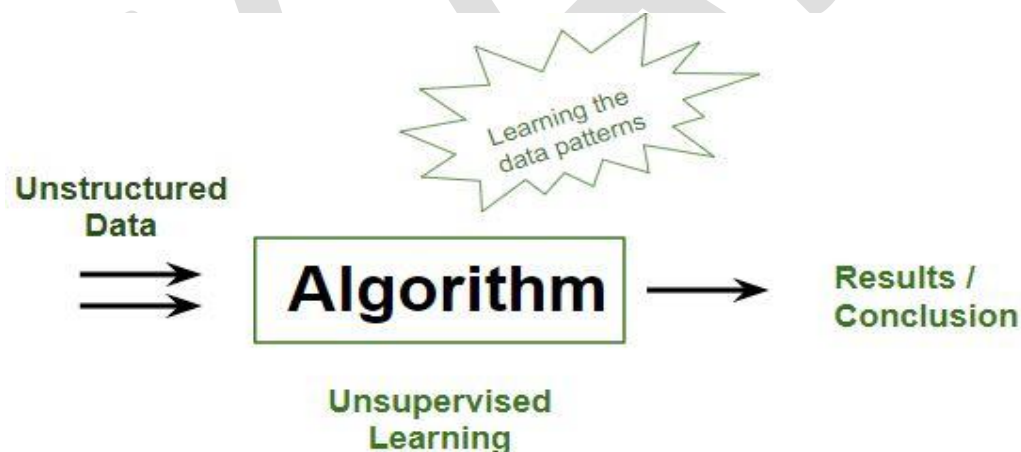 Learning the
data patterns
Unstructured
Data
Algorithm
Results /
Conclusion
Unsupervised
Learning